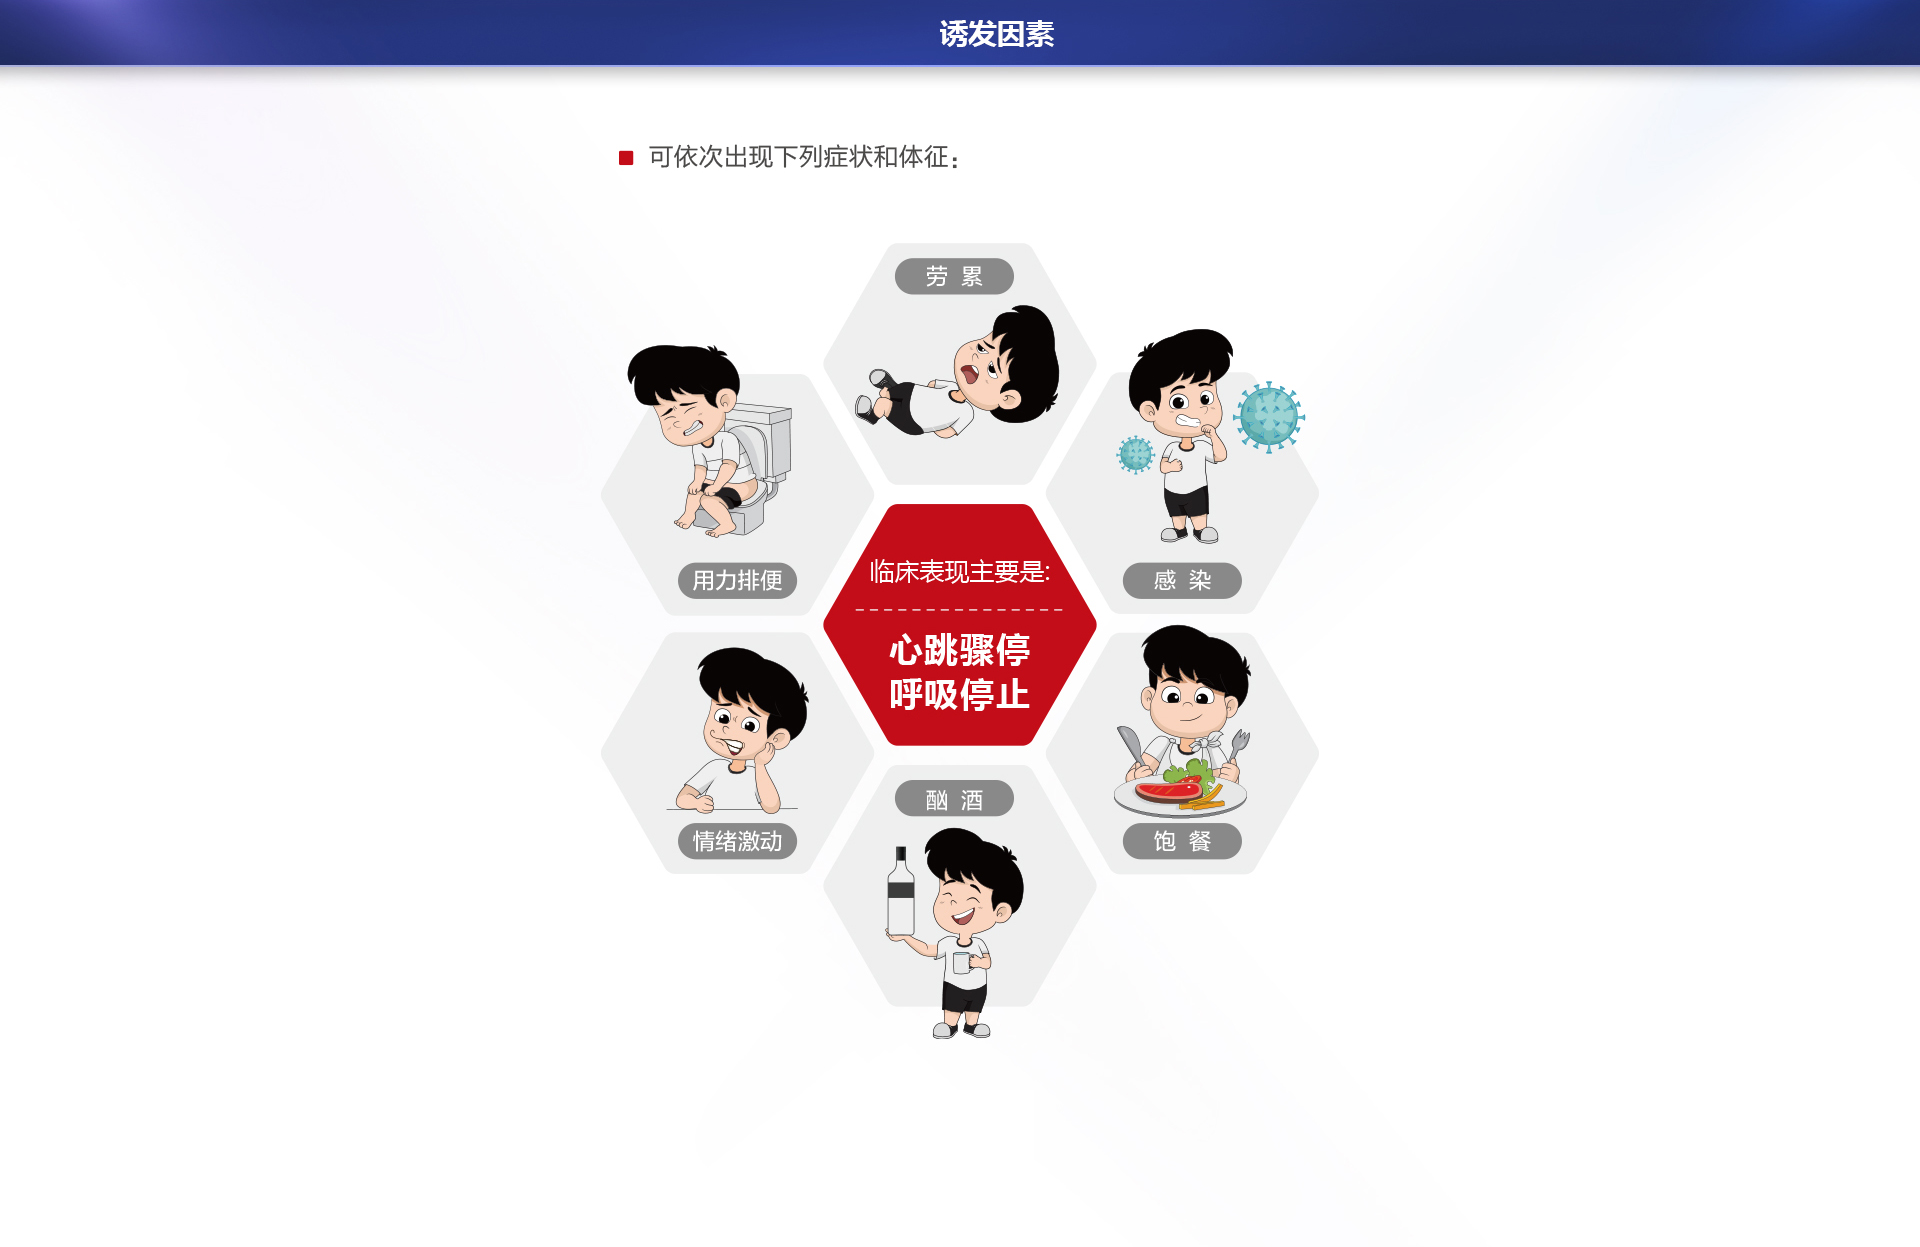 诱发因素
可依次出现下列症状和体征：
劳 累
用力排便
感 染
临床表现主要是:
心跳骤停
呼吸停止
情绪激动
酗 酒
饱 餐